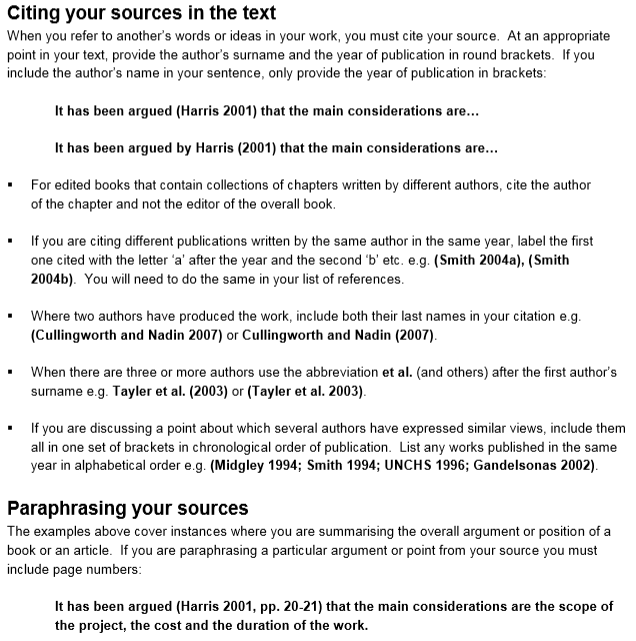 Citing your sources in the text
When you refer to another's words or ideas in your work, you must cite your source.  At an appropriate
point in your text, provide the author's surname and the year of publication in round brackets.  If you
include the author's name in your sentence, only provide the year of publication in brackets:
It has been argued (Harris 2001) that the main considerations are…
It has been argued by Harris (2001) that the main considerations are…
▪ For edited books that contain collections of chapters written by different authors, cite the author
of the chapter and not the editor of the overall book.
▪ If you are citing different publications written by the same author in the same year, label the first
one cited with the letter 'a' after the year and the second 'b' etc. e.g. (Smith 2004a), (Smith
2004b).  You will need to do the same in your list of references.
▪ Where two authors have produced the work, include both their last names in your citation e.g.
(Cullingworth and Nadin 2007) or Cullingworth and Nadin (2007).
▪ When there are three or more authors use the abbreviation et al. (and others) after the first author's
surname e.g. Tayler et al. (2003) or (Tayler et al. 2003).
▪ If you are discussing a point about which several authors have expressed similar views, include them
all in one set of brackets in chronological order of publication.  List any works published in the same
year in alphabetical order e.g. (Midgley 1994; Smith 1994; UNCHS 1996; Gandelsonas 2002).
Paraphrasing your sources
The examples above cover instances where you are summarising the overall argument or position of a
book or an article.  If you are paraphrasing a particular argument or point from your source you must
include page numbers:
It has been argued (Harris 2001, pp. 20-21) that the main considerations are the scope of
the project, the cost and the duration of the work.